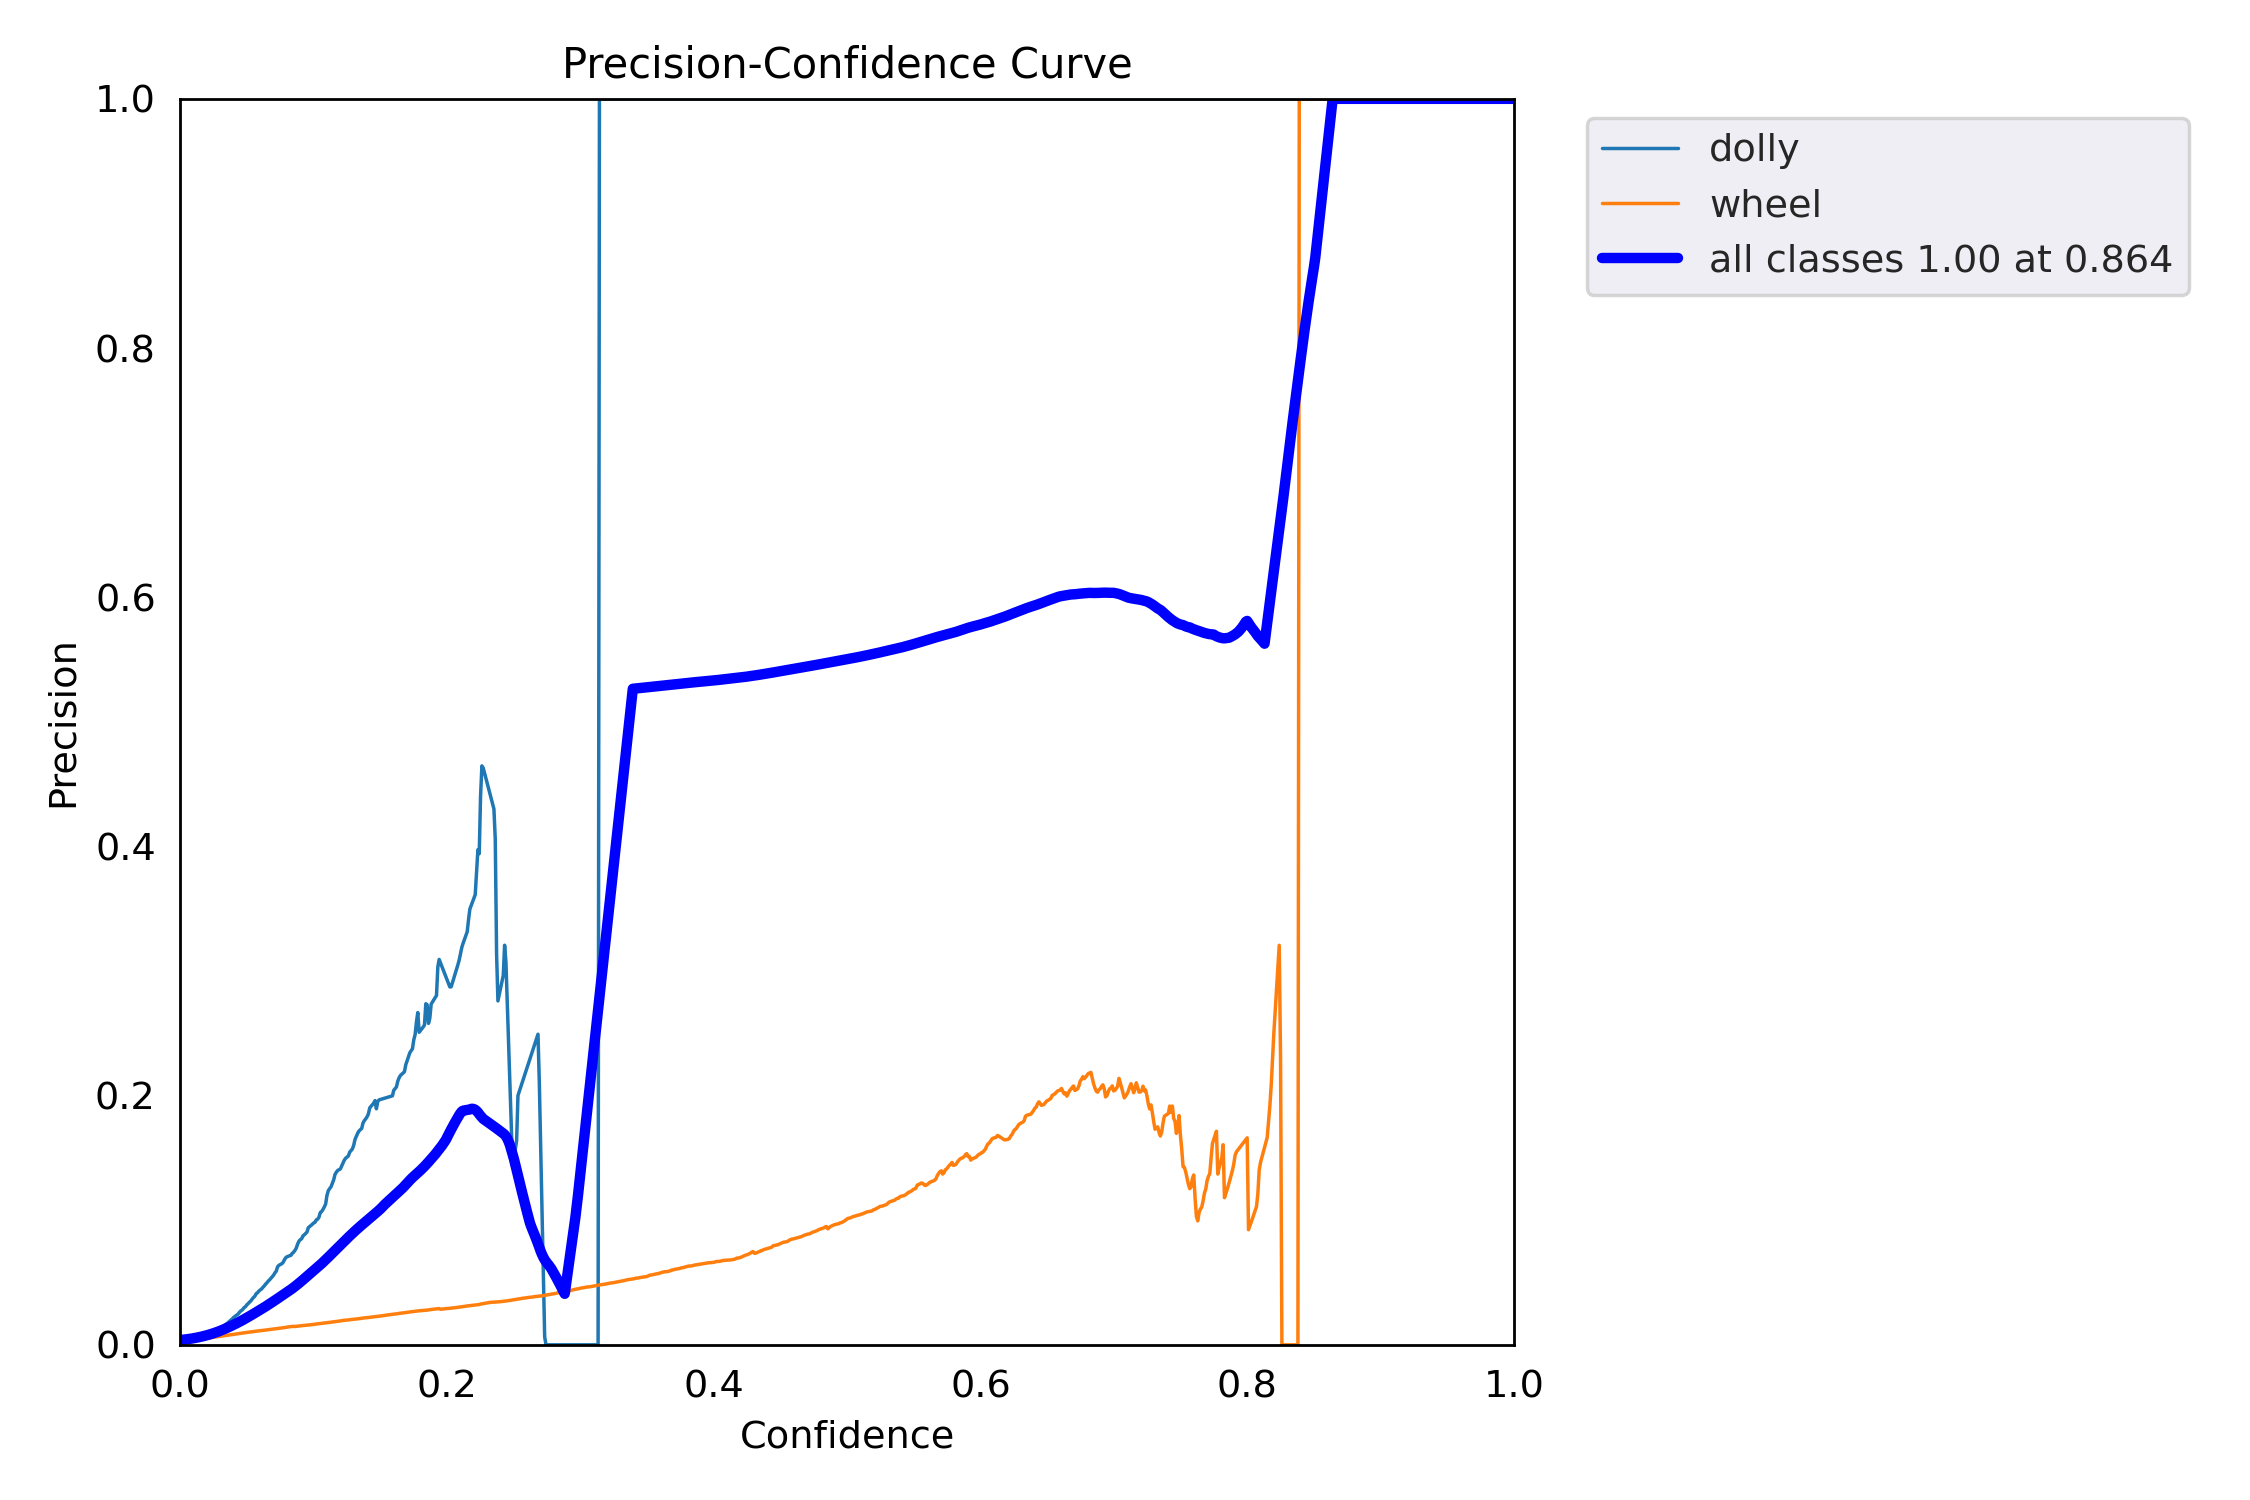 Precision-Confidence Curve
1.0
0.8
0.6
0.4
0.2
0.0
Precision
0.0 0.2 0.4 0.6 0.8 1.0
Confidence
dolly
wheel
all classes 1.00 at 0.864